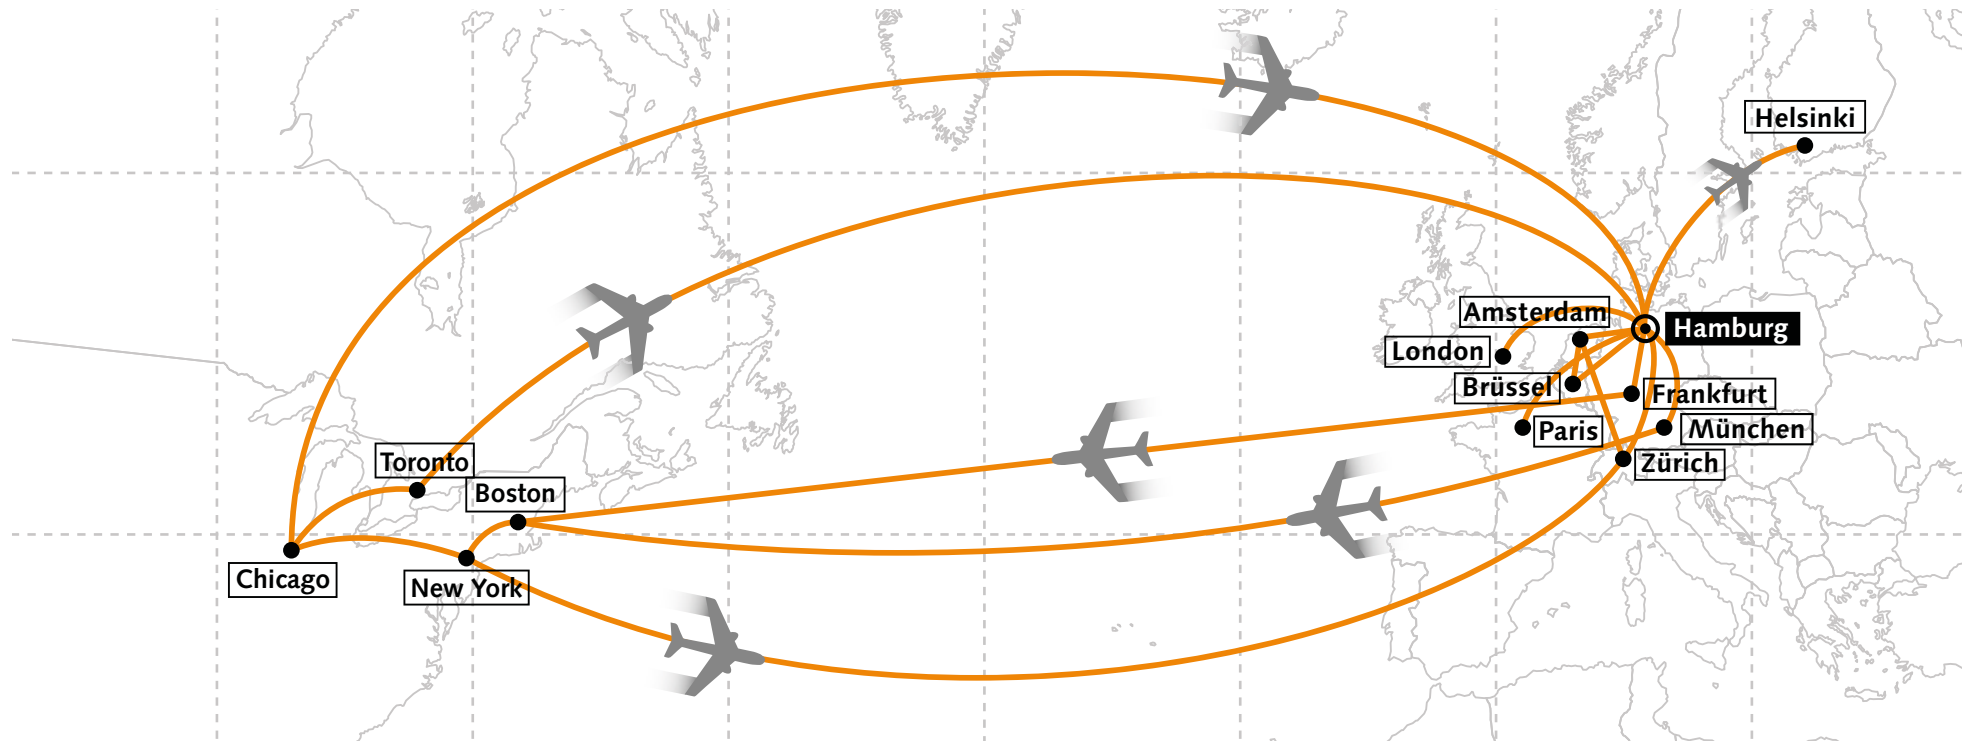 Helsinki
Amsterdam
Hamburg
London
Brüssel
Frankfurt
Paris
München
Zürich
Toronto
Boston
Chicago
New York